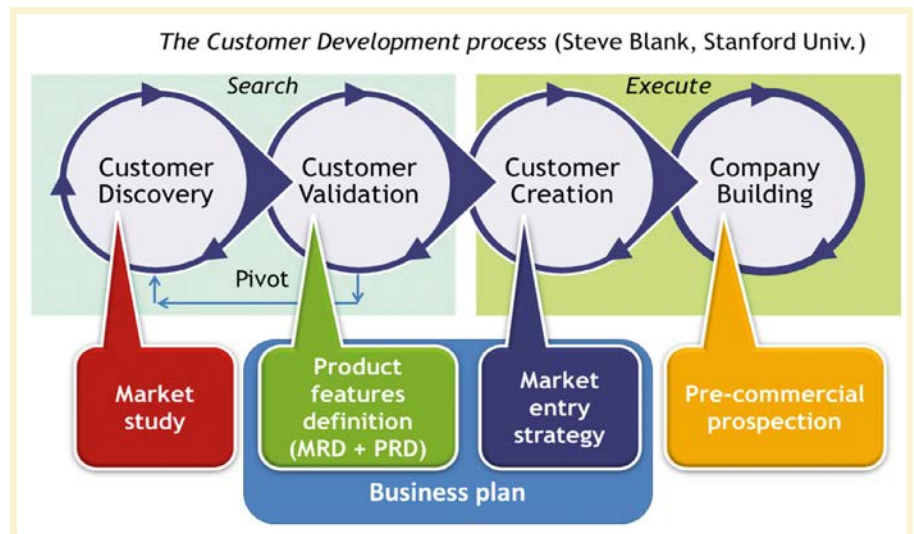 The Customer Development process (Steve Blank, Stanford Univ.)
Search
Execute
Customer
Discovery
Customer
Validation
Customer
Creation
Company
Building
Pivot
Market
study
Product
features
definition
(MRD + PRD)
Market
entry
strategy
Pre-commercial
prospection
Business plan